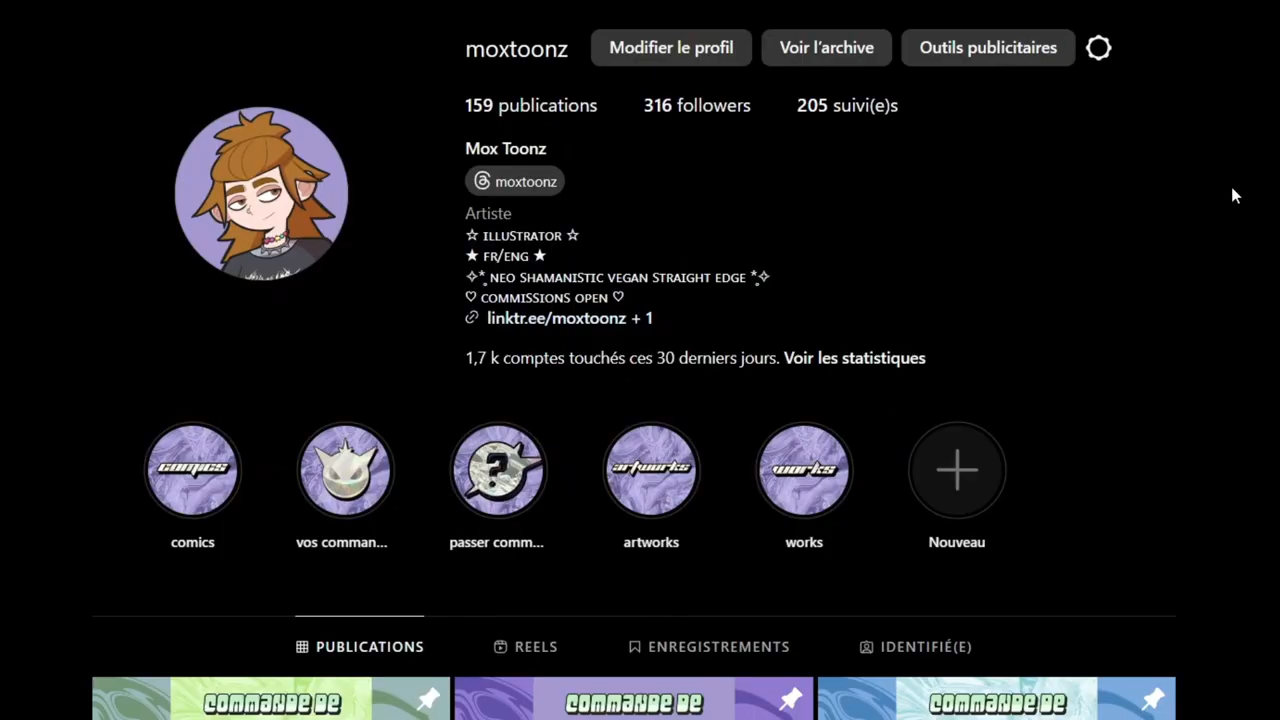 moxtoonz Modifier le profil Voir l'archive Outils publicitaires
159 publications 316 followers 205 suivi(e)s
Mox Toonz
moxtoonz
Artiste
☆ ILLUSTRATOR ☆
★ FR/ENG ★
✧*̥ NEO SHAMANISTIC VEGAN STRAIGHT EDGE *̥✧
♡ COMMISSIONS OPEN ♡
linktr.ee/moxtoonz + 1
1,7 k comptes touchés ces 30 derniers jours. Voir les statistiques
comics ? artworks works
comics vos comman... passer comm... artworks works Nouveau
PUBLICATIONS REELS ENREGISTREMENTS IDENTIFIÉ(E)
COMMANDE DE COMMANDE DE COMMANDE DE